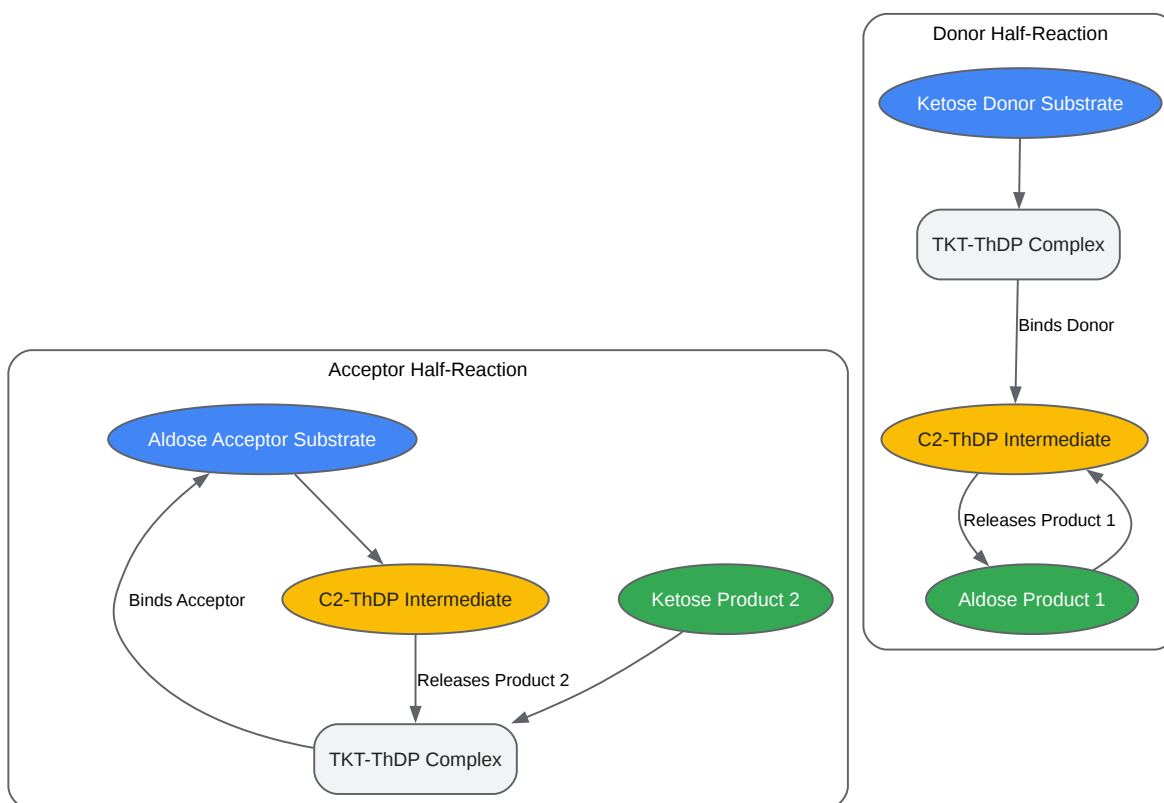 Donor Half-Reaction
Ketose Donor Substrate
TKT-ThDP Complex
Binds Donor
C2-ThDP Intermediate
Releases Product 1
Aldose Product 1
Acceptor Half-Reaction
Aldose Acceptor Substrate
Binds Acceptor
C2-ThDP Intermediate
Ketose Product 2
Releases Product 2
TKT-ThDP Complex